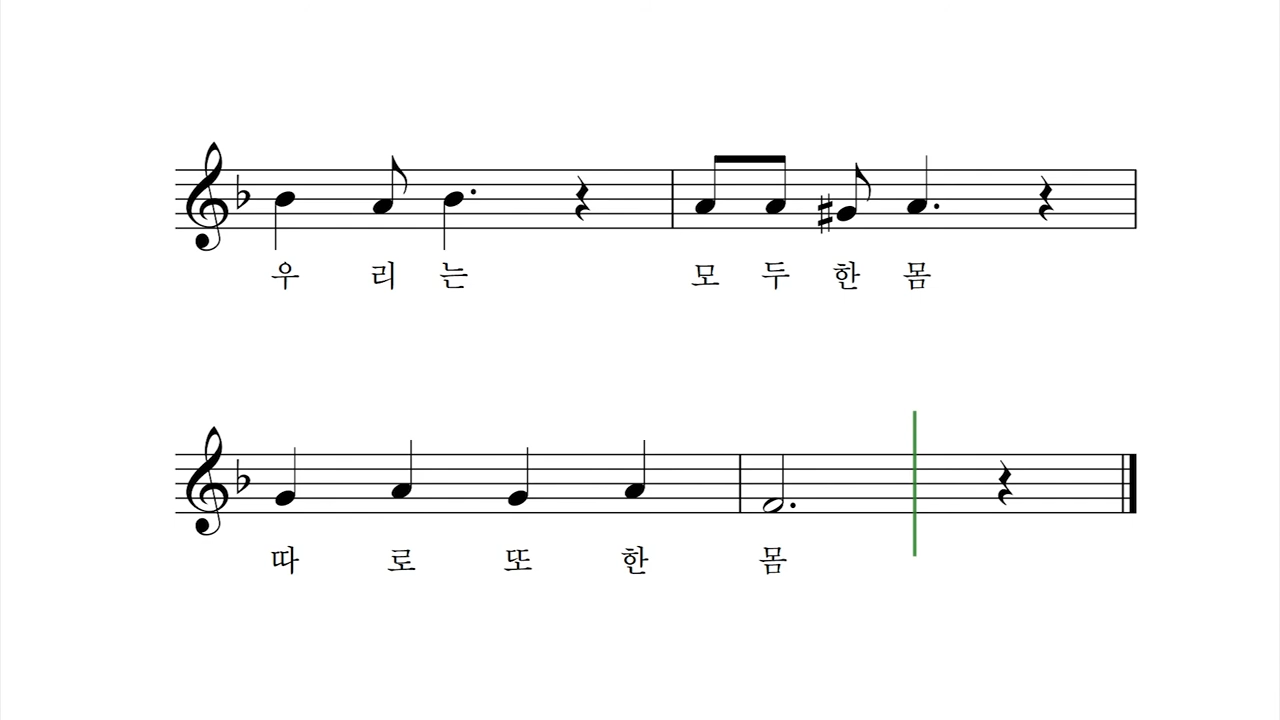 우 리 는 모 두 한 몸
따 로 또 한 몸